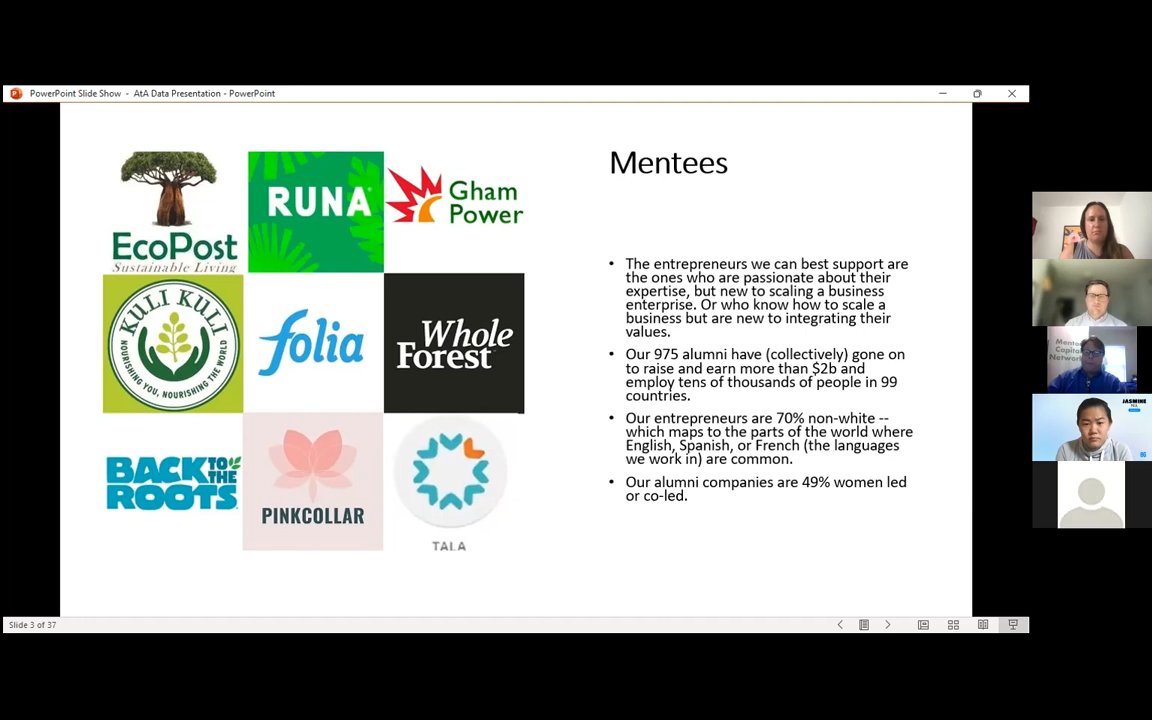 PowerPoint Slide Show - AtA Data Presentation - PowerPoint
EcoPost
Sustainable Living
RUNA
Gham
Power
KULI KULI
NOURISHING YOU, NOURISHING THE WORLD
folia
Whole
Forest
BACK TO THE
ROOTS
PINKCOLLAR
TALA
Mentees
• The entrepreneurs we can best support are
the ones who are passionate about their
expertise, but new to scaling a business
enterprise. Or who know how to scale a
business but are new to integrating their
values.
• Our 975 alumni have (collectively) gone on
to raise and earn more than $2b and
employ tens of thousands of people in 99
countries.
• Our entrepreneurs are 70% non-white --
which maps to the parts of the world where
English, Spanish, or French (the languages
we work in) are common.
• Our alumni companies are 49% women led
or co-led.
Mentor
Capital
Network
JASMINE
Slide 3 of 37